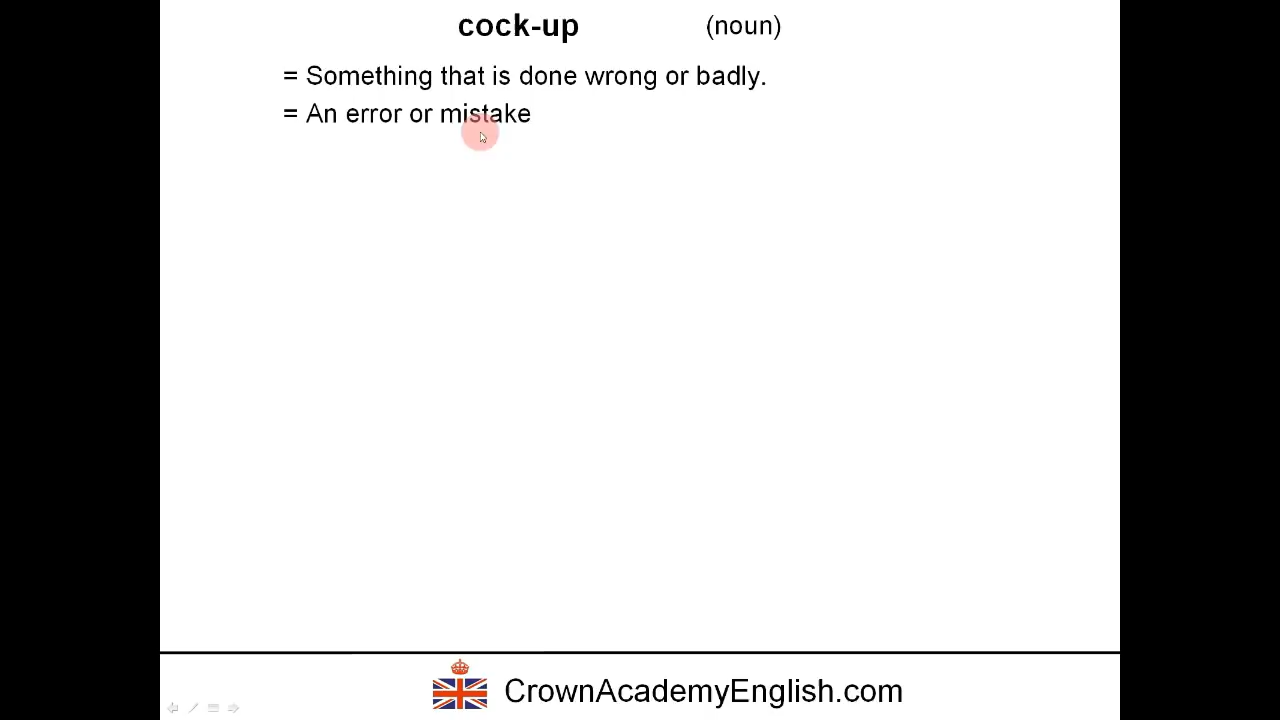 cock-up (noun)
= Something that is done wrong or badly.
= An error or mistake
CrownAcademyEnglish.com